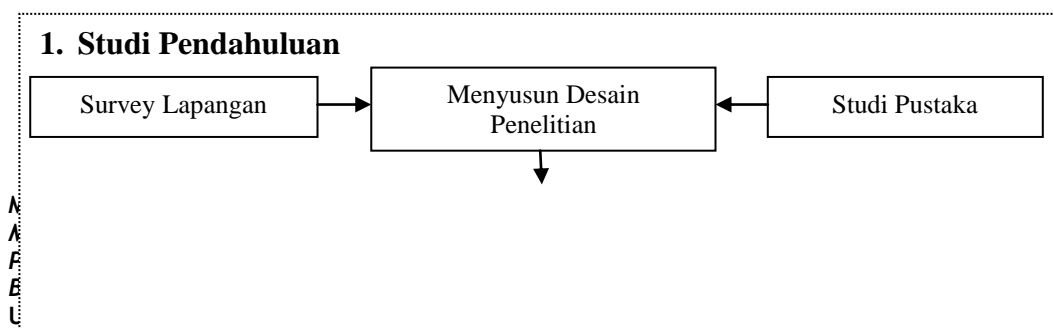 1. Studi Pendahuluan
Survey Lapangan
Menyusun Desain
Penelitian
Studi Pustaka